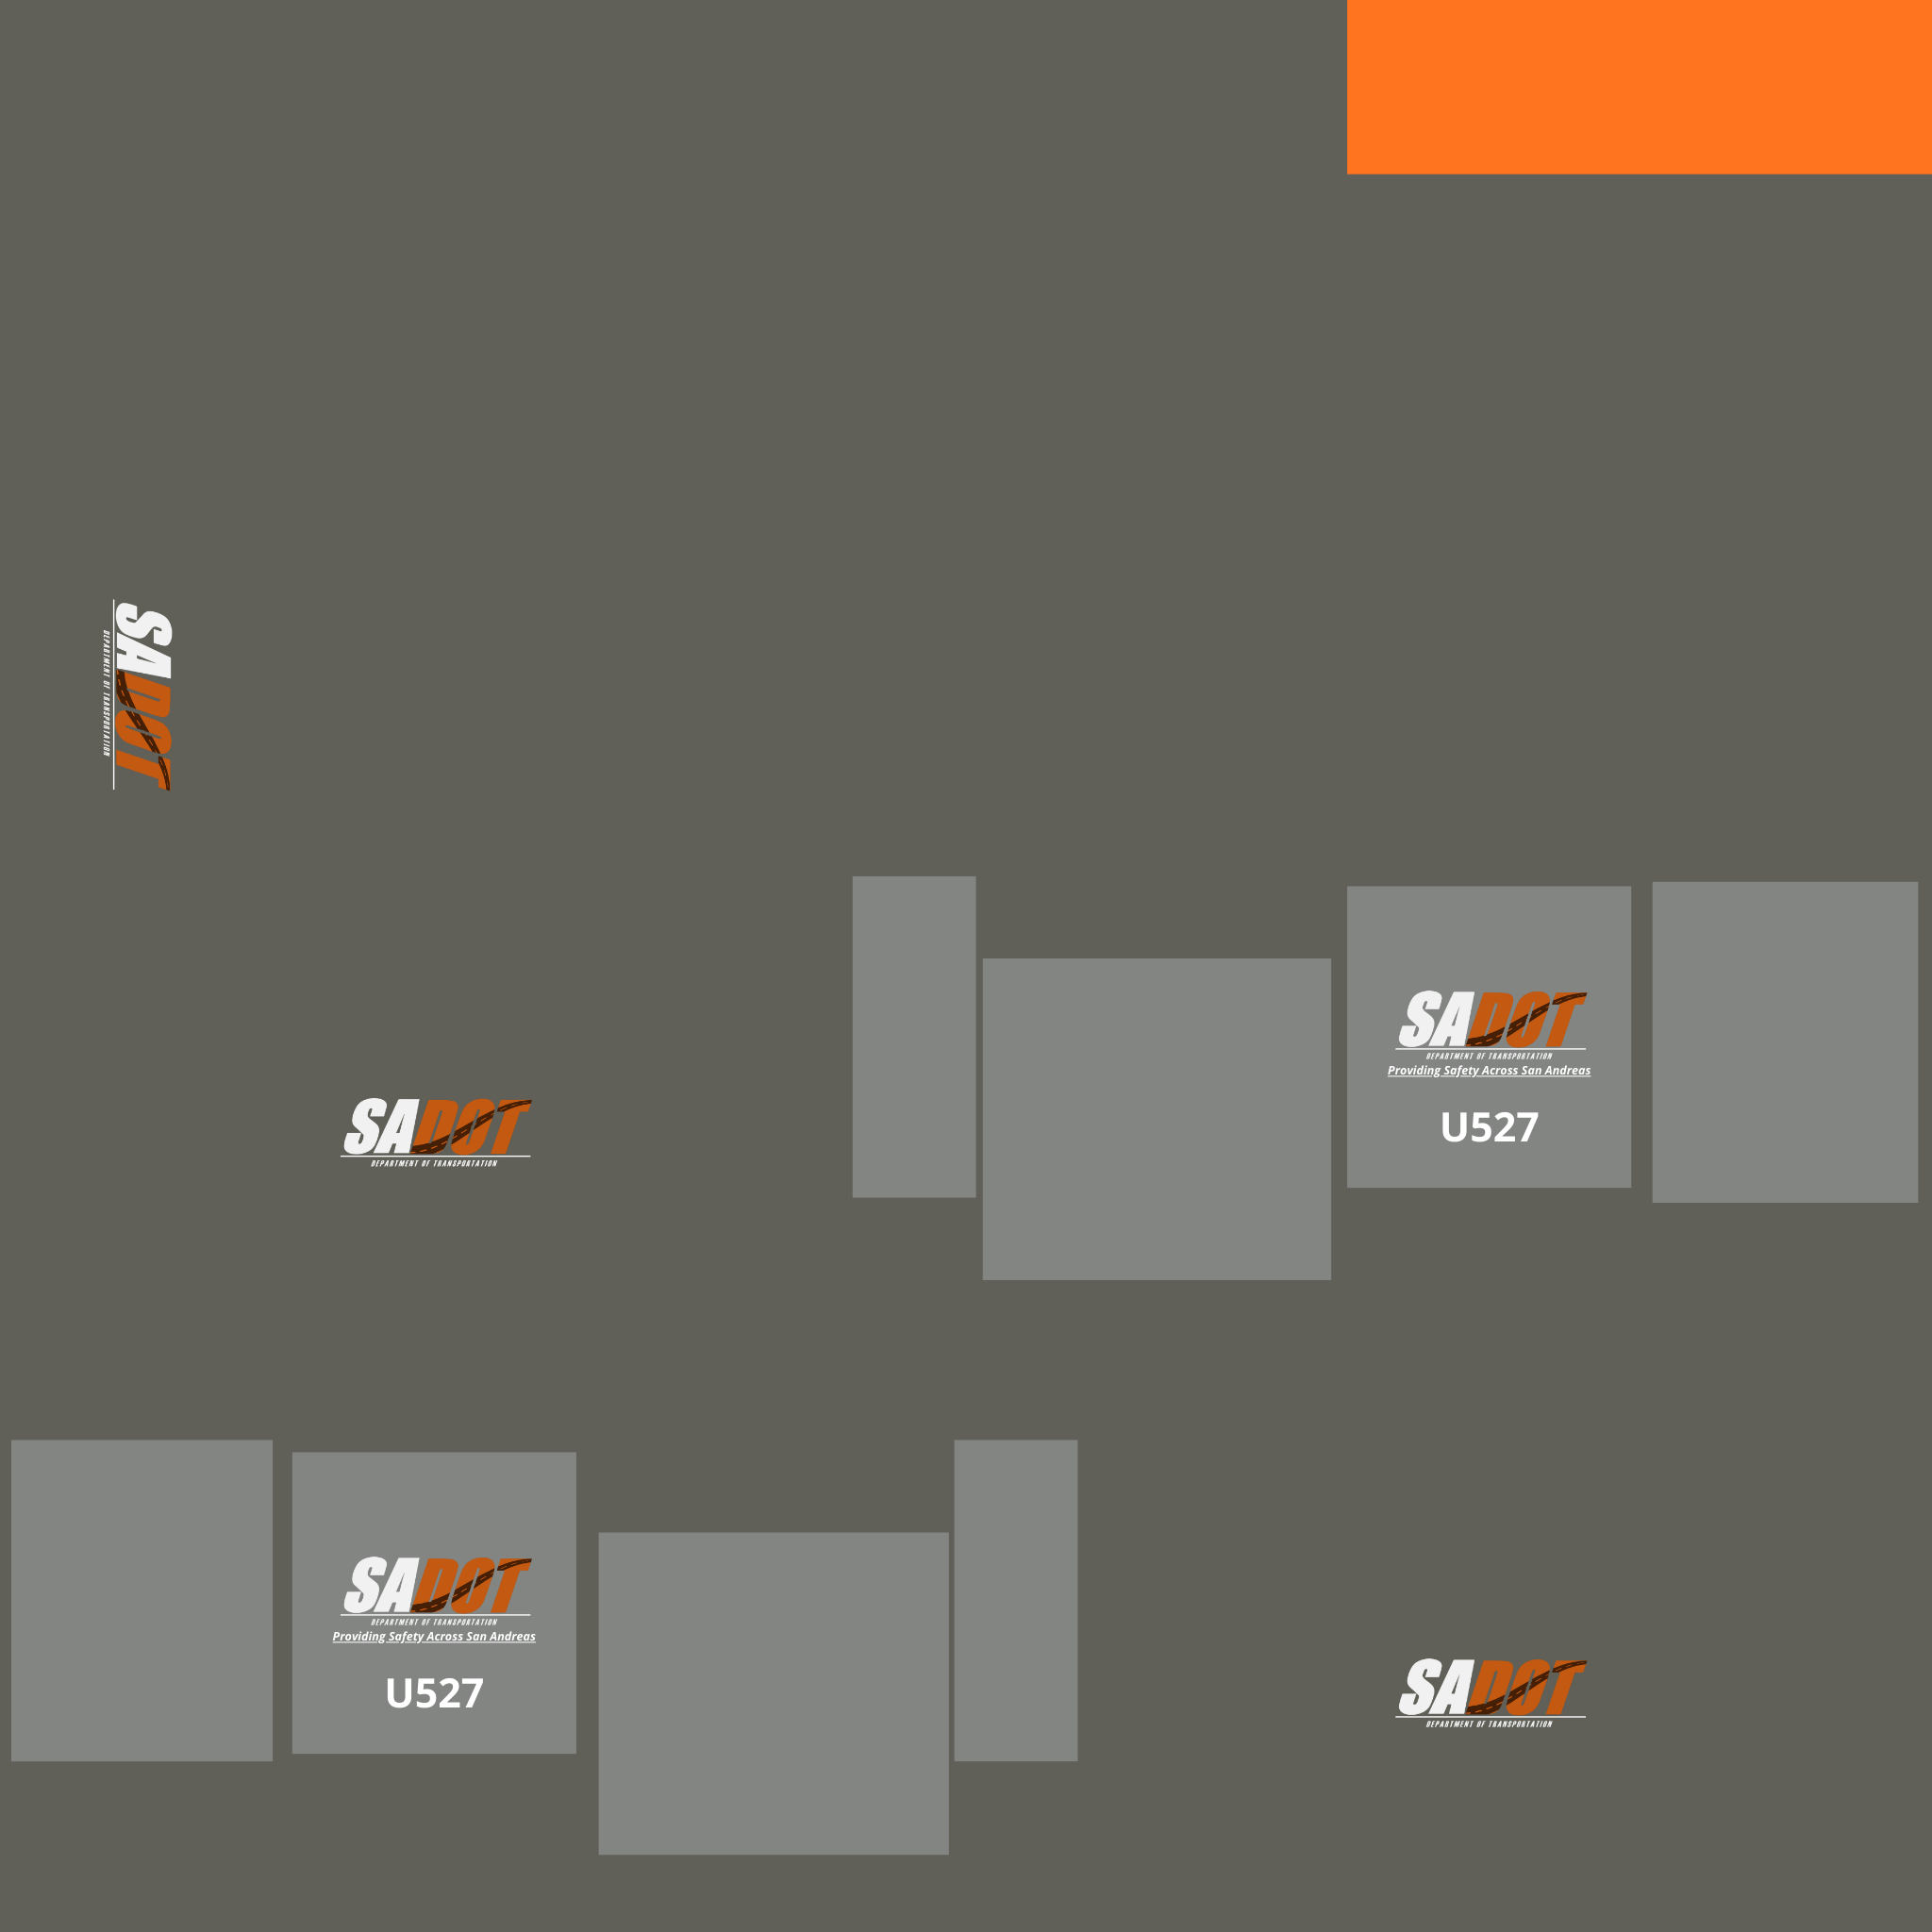 SADOT
DEPARTMENT OF TRANSPORTATION
SADOT
DEPARTMENT OF TRANSPORTATION
Providing Safety Across San Andreas
U527
SADOT
DEPARTMENT OF TRANSPORTATION
SADOT
DEPARTMENT OF TRANSPORTATION
Providing Safety Across San Andreas
U527
SADOT
DEPARTMENT OF TRANSPORTATION